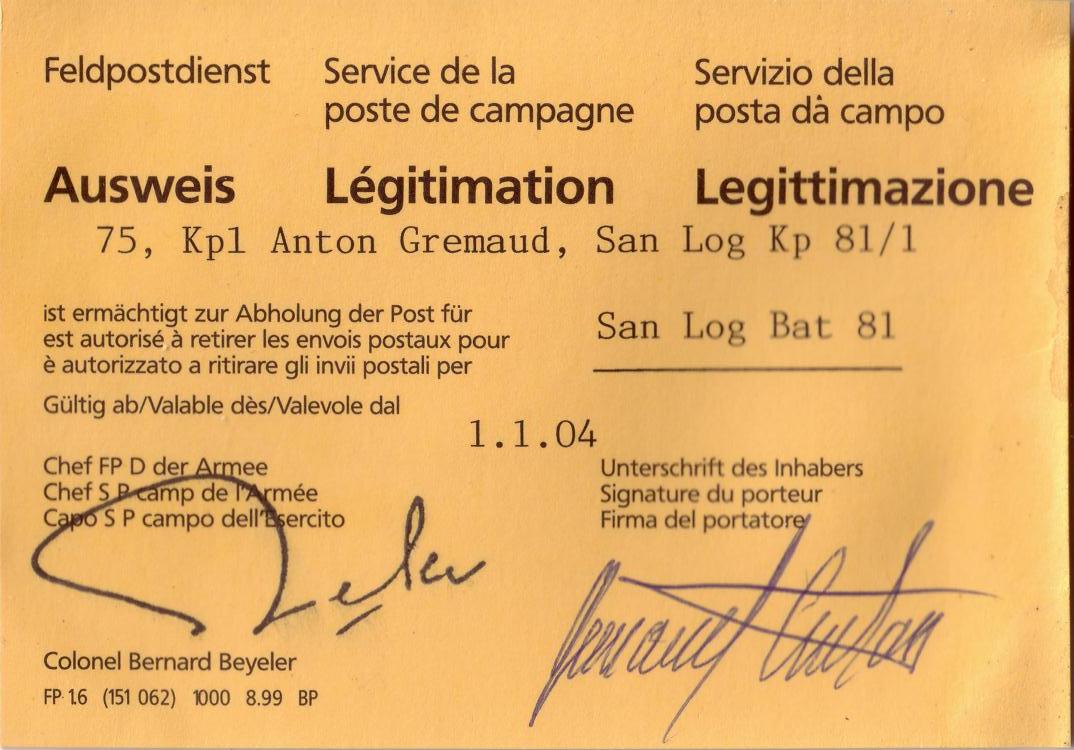 Feldpostdienst
Service de la
poste de campagne
Servizio della
posta dà campo
Ausweis Légitimation Legittimazione
75, Kpl Anton Gremaud, San Log Kp 81/1
ist ermächtigt zur Abholung der Post für
est autorisé à retirer les envois postaux pour
è autorizzato a ritirare gli invii postali per
San Log Bat 81
Gültig ab/Valable dès/Valevole dal
1.1.04
Chef FP D der Armee
Chef S P camp de l'Armée
Capo S P campo dell'Esercito
Unterschrift des Inhabers
Signature du porteur
Firma del portatore
Gremaud Anton
Colonel Bernard Beyeler
FP 1.6 (151 062) 1000 8.99 BP